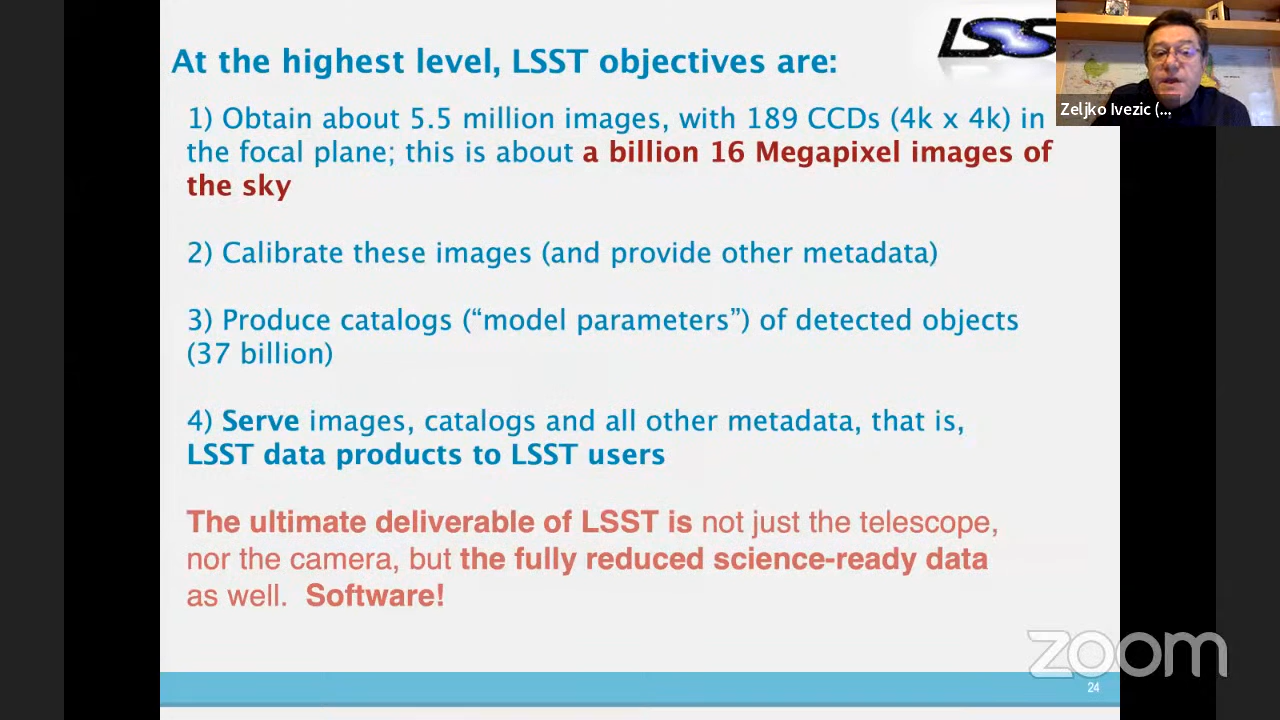 LSS
At the highest level, LSST objectives are:
1) Obtain about 5.5 million images, with 189 CCDs (4k x 4k) in
the focal plane; this is about a billion 16 Megapixel images of
the sky
2) Calibrate these images (and provide other metadata)
3) Produce catalogs (“model parameters”) of detected objects
(37 billion)
4) Serve images, catalogs and all other metadata, that is,
LSST data products to LSST users
The ultimate deliverable of LSST is not just the telescope,
nor the camera, but the fully reduced science-ready data
as well.  Software!
Zeljko Ivezic (...
zoom
24